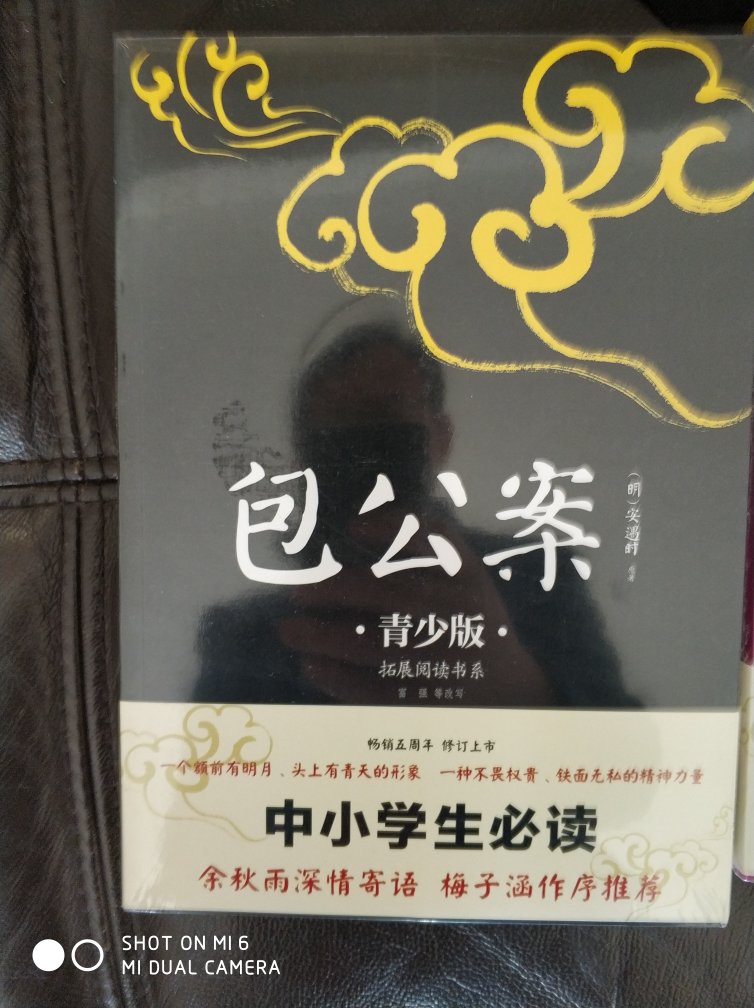 包公案
（明）安遇时 原著
·青少版·
拓展阅读书系
富 强 等改写
畅销五周年 修订上市
一个额前有明月、头上有青天的形象 一种不畏权贵、铁面无私的精神力量
中小学生必读
余秋雨深情寄语 梅子涵作序推荐
SHOT ON MI 6
MI DUAL CAMERA